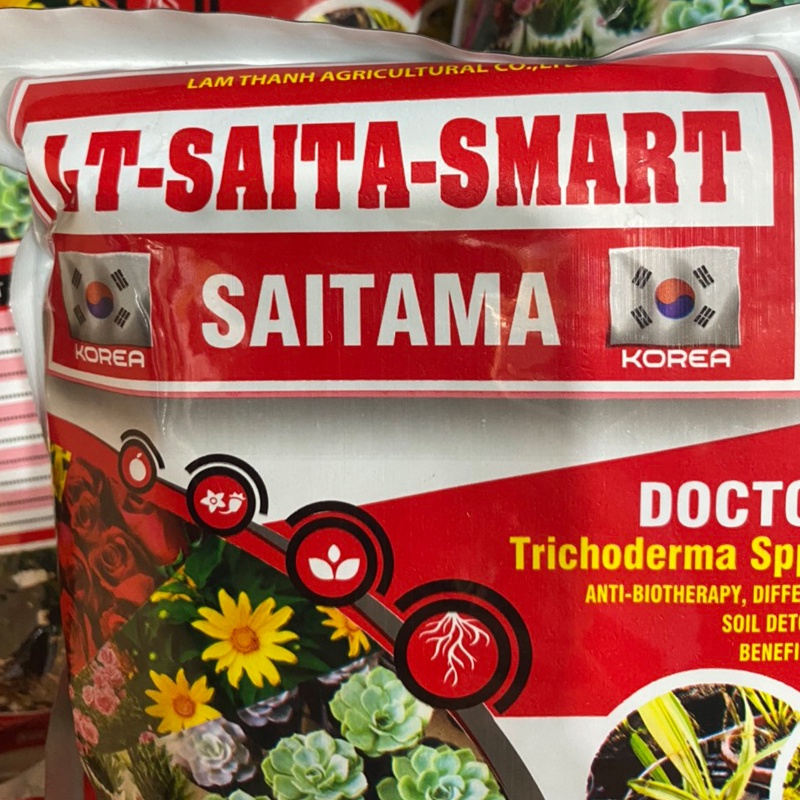 LAM THANH AGRICULTURAL CO.,LTD
LT-SAITA-SMART
SAITAMA
KOREA
KOREA
DOCTO
Trichoderma Spp
ANTI-BIOTHERAPY, DIFFE
SOIL DETO
BENEFI